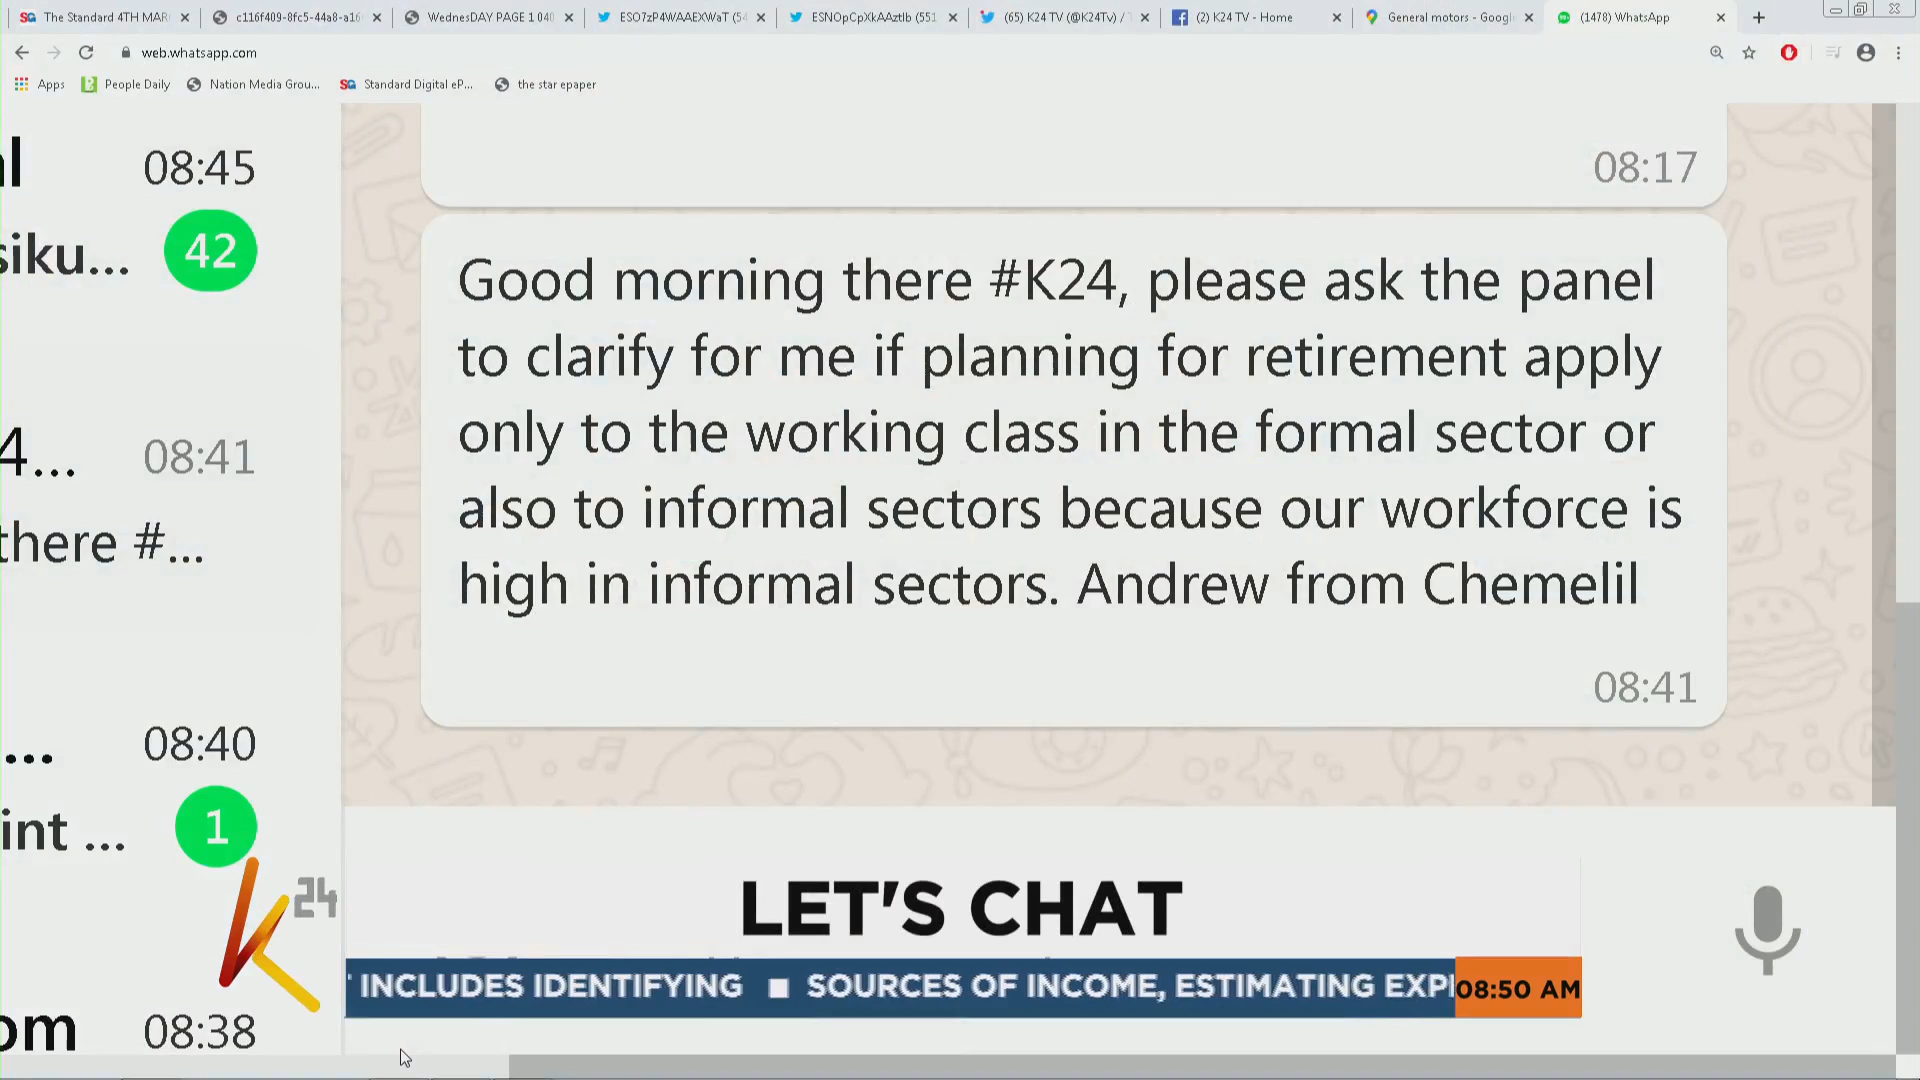 The Standard 4TH MAR
c116f409-8fc5-44a8-a16
WednesDAY PAGE 1 040
ESO7zP4WAAEXWaT (54
ESNOpCpXkAAztlb (551
(65) K24 TV (@K24Tv) / T
(2) K24 TV - Home
General motors - Googl
(1478) WhatsApp
web.whatsapp.com
Apps
People Daily
Nation Media Grou...
Standard Digital eP...
the star epaper
08:45
siku...
42
4...
08:41
there #...
...
08:40
int ...
1
om
08:38
08:17
Good morning there #K24, please ask the panel
to clarify for me if planning for retirement apply
only to the working class in the formal sector or
also to informal sectors because our workforce is
high in informal sectors. Andrew from Chemelil
08:41
K24
LET'S CHAT
INCLUDES IDENTIFYING ■ SOURCES OF INCOME, ESTIMATING EXP
08:50 AM